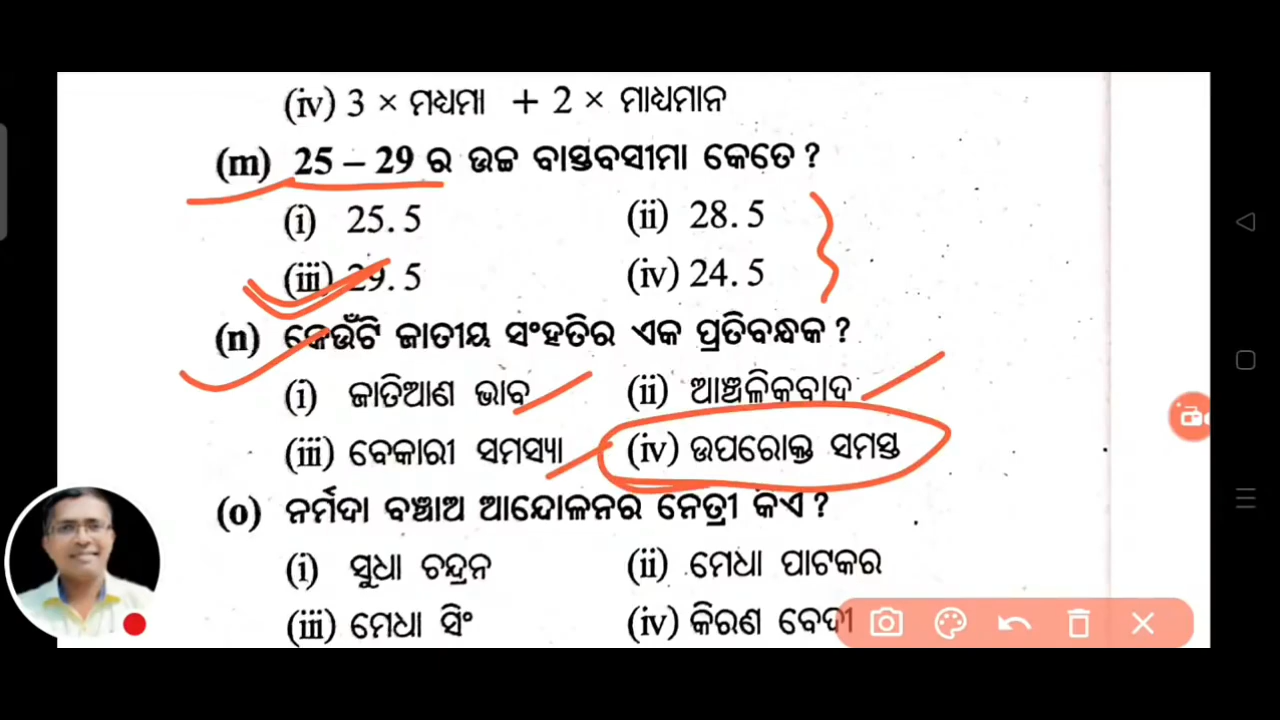 (iv) 3 × ମଧ୍ୟମା + 2 × ମାଧ୍ୟମାନ
(m) 25 – 29 ର ଉଚ୍ଚ ବାସ୍ତବସୀମା କେତେ ?
(i) 25. 5 (ii) 28. 5
(iii) 29. 5 (iv) 24. 5
(n) କେଉଁଟି ଜାତୀୟ ସଂହତିର ଏକ ପ୍ରତିବନ୍ଧକ ?
(i) ଜାତିଆଣ ଭାବ (ii) ଆଞ୍ଚଳିକବାଦ
(iii) ବେକାରୀ ସମସ୍ୟା (iv) ଉପରୋକ୍ତ ସମସ୍ତ
(o) ନର୍ମଦା ବଞ୍ଚାଅ ଆନ୍ଦୋଳନର ନେତ୍ରୀ କିଏ ?
(i) ସୁଧା ଚନ୍ଦ୍ରନ (ii) ମେଧା ପାଟକର
(iii) ମେଧା ସିଂ (iv) କିରଣ ବେଦୀ